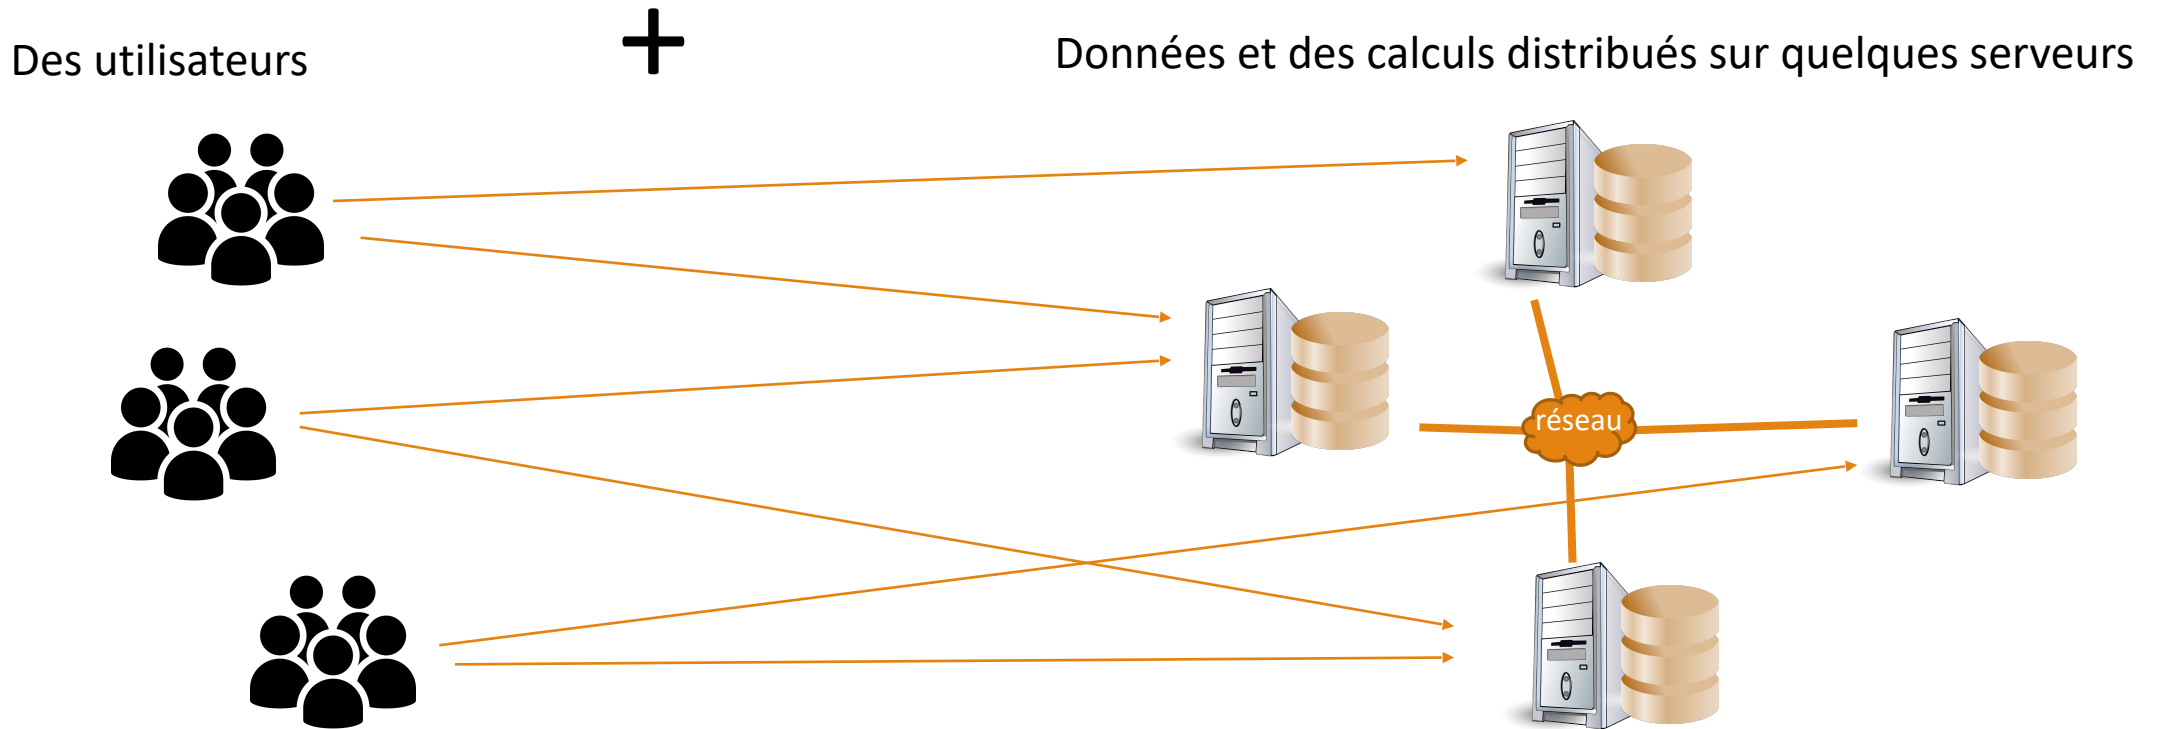 Des utilisateurs
+
Données et des calculs distribués sur quelques serveurs
réseau